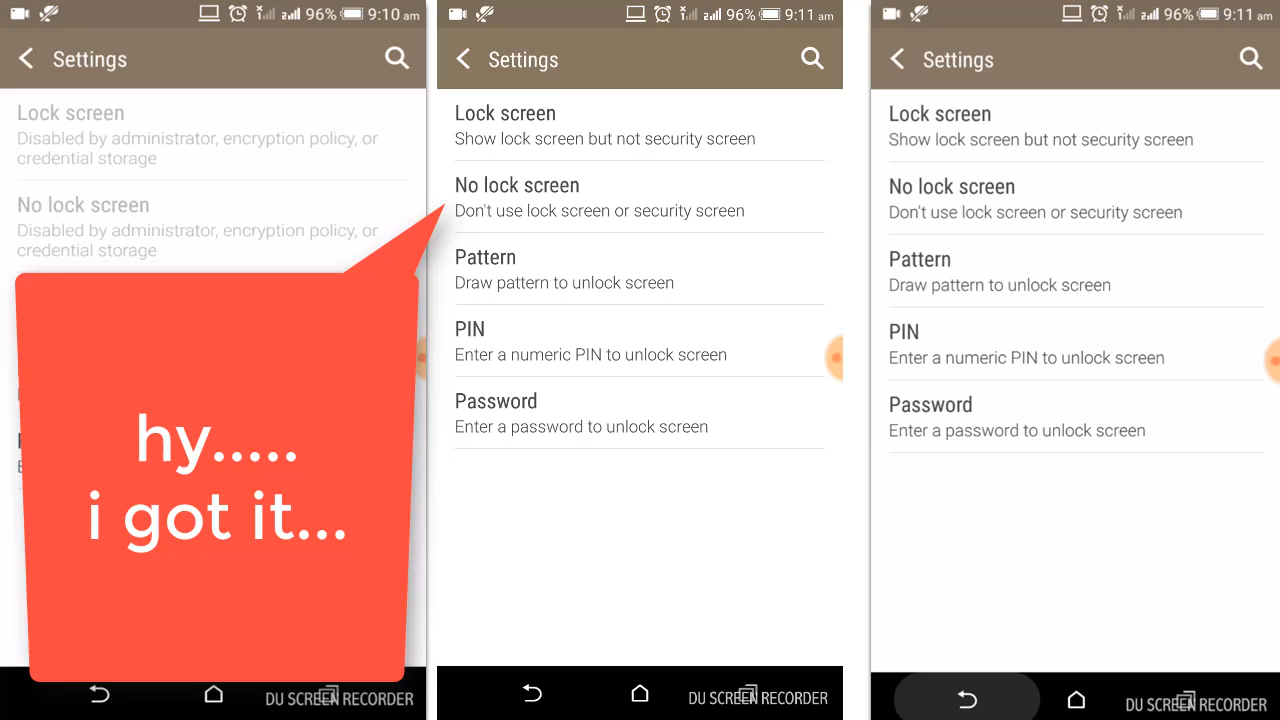 96% 9:10 am
Settings
Lock screen
Disabled by administrator, encryption policy, or
credential storage
No lock screen
Disabled by administrator, encryption policy, or
credential storage
hy.....
i got it...
DU SCREEN RECORDER
96% 9:11 am
Settings
Lock screen
Show lock screen but not security screen
No lock screen
Don't use lock screen or security screen
Pattern
Draw pattern to unlock screen
PIN
Enter a numeric PIN to unlock screen
Password
Enter a password to unlock screen
DU SCREEN RECORDER
96% 9:11 am
Settings
Lock screen
Show lock screen but not security screen
No lock screen
Don't use lock screen or security screen
Pattern
Draw pattern to unlock screen
PIN
Enter a numeric PIN to unlock screen
Password
Enter a password to unlock screen
DU SCREEN RECORDER